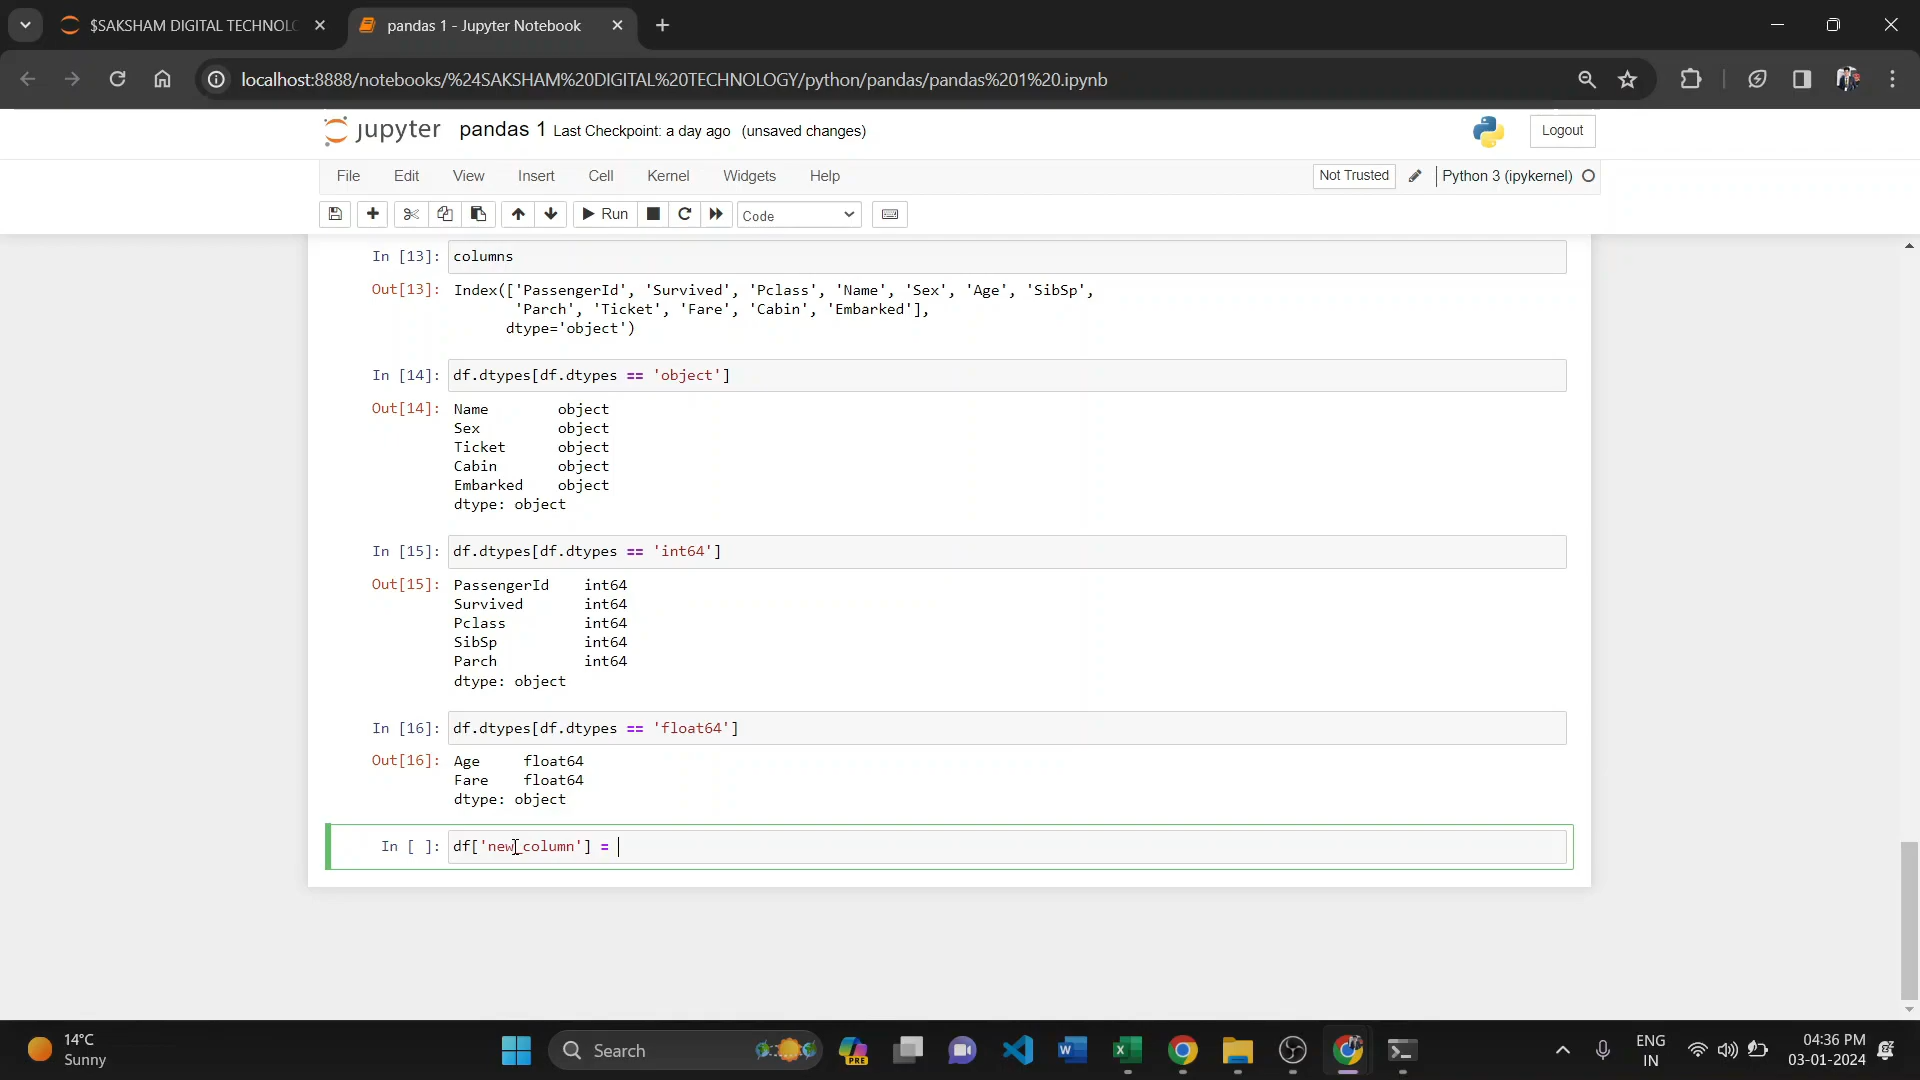 $SAKSHAM DIGITAL TECHNOLO
pandas 1 - Jupyter Notebook
localhost:8888/notebooks/%24SAKSHAM%20DIGITAL%20TECHNOLOGY/python/pandas/pandas%201%20.ipynb
jupyter pandas 1 Last Checkpoint: a day ago (unsaved changes) Logout
File Edit View Insert Cell Kernel Widgets Help Not Trusted Python 3 (ipykernel)
Run Code
In [13]: columns
Out[13]: Index(['PassengerId', 'Survived', 'Pclass', 'Name', 'Sex', 'Age', 'SibSp',
'Parch', 'Ticket', 'Fare', 'Cabin', 'Embarked'],
dtype='object')
In [14]: df.dtypes[df.dtypes == 'object']
Out[14]: Name object
Sex object
Ticket object
Cabin object
Embarked object
dtype: object
In [15]: df.dtypes[df.dtypes == 'int64']
Out[15]: PassengerId int64
Survived int64
Pclass int64
SibSp int64
Parch int64
dtype: object
In [16]: df.dtypes[df.dtypes == 'float64']
Out[16]: Age float64
Fare float64
dtype: object
In [ ]: df['new_column'] =
14°C
Sunny
Search
PRE
ENG
IN
04:36 PM
03-01-2024